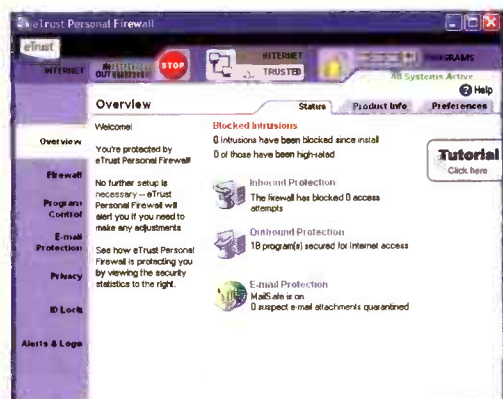 eTrust Personal Firewall
eTrust
INTERNET
OUT
STOP
INTERNET
TRUSTED
PROGRAMS
All Systems Active
Help
Overview
Status
Product Info
Preferences
Overview
Firewall
Program
Control
E-mail
Protection
Privacy
ID Lock
Alerts & Logs
Welcome!
You're protected by
eTrust Personal Firewall
No further setup is
necessary -- eTrust
Personal Firewall will
alert you if you need to
make any adjustments
See how eTrust Personal
Firewall is protecting you
by viewing the security
statistics to the right.
Blocked Intrusions
0 Intrusions have been blocked since install
0 of those have been high-rated
Inbound Protection
The firewall has blocked 0 access
attempts
Outbound Protection
18 program(s) secured for Internet access
E-mail Protection
MailSafe is on
0 suspect e-mail attachments quarantined
Tutorial
Click here